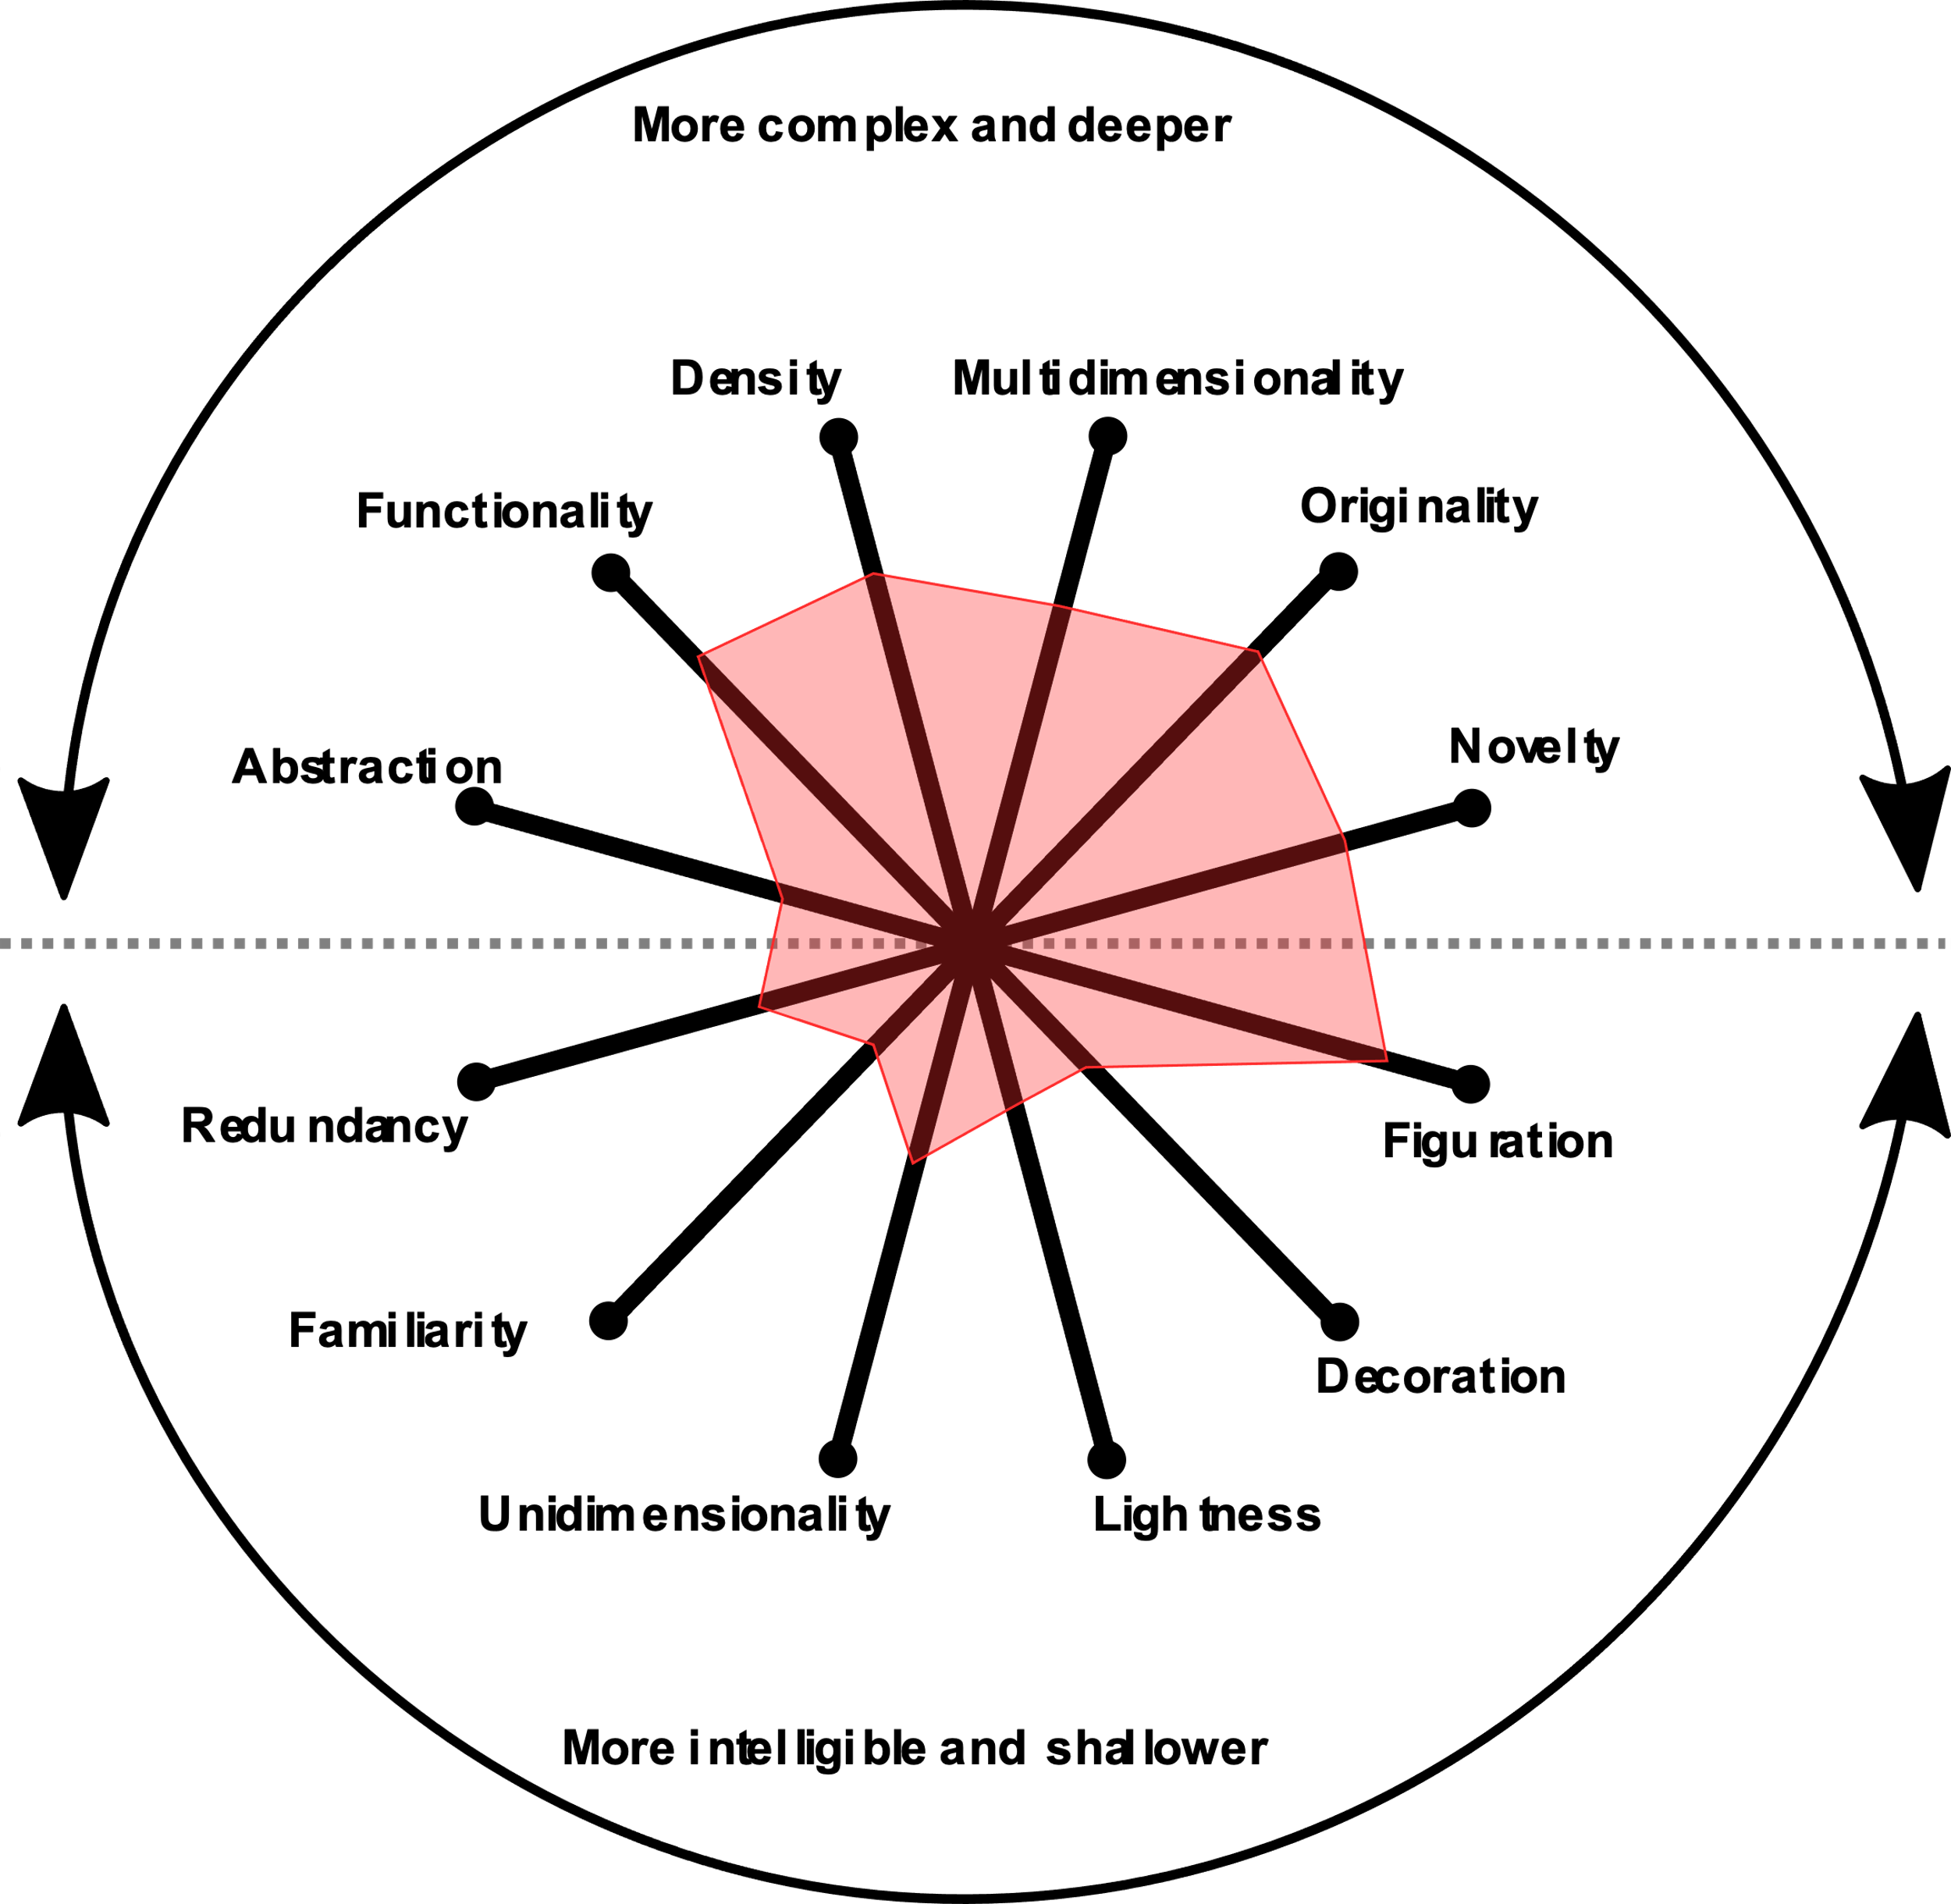 More complex and deeper
Density
Multidimensionality
Functionality
Originality
Abstraction
Novelty
Redundancy
Figuration
Familiarity
Decoration
Unidimensionality
Lightness
More intelligible and shallower